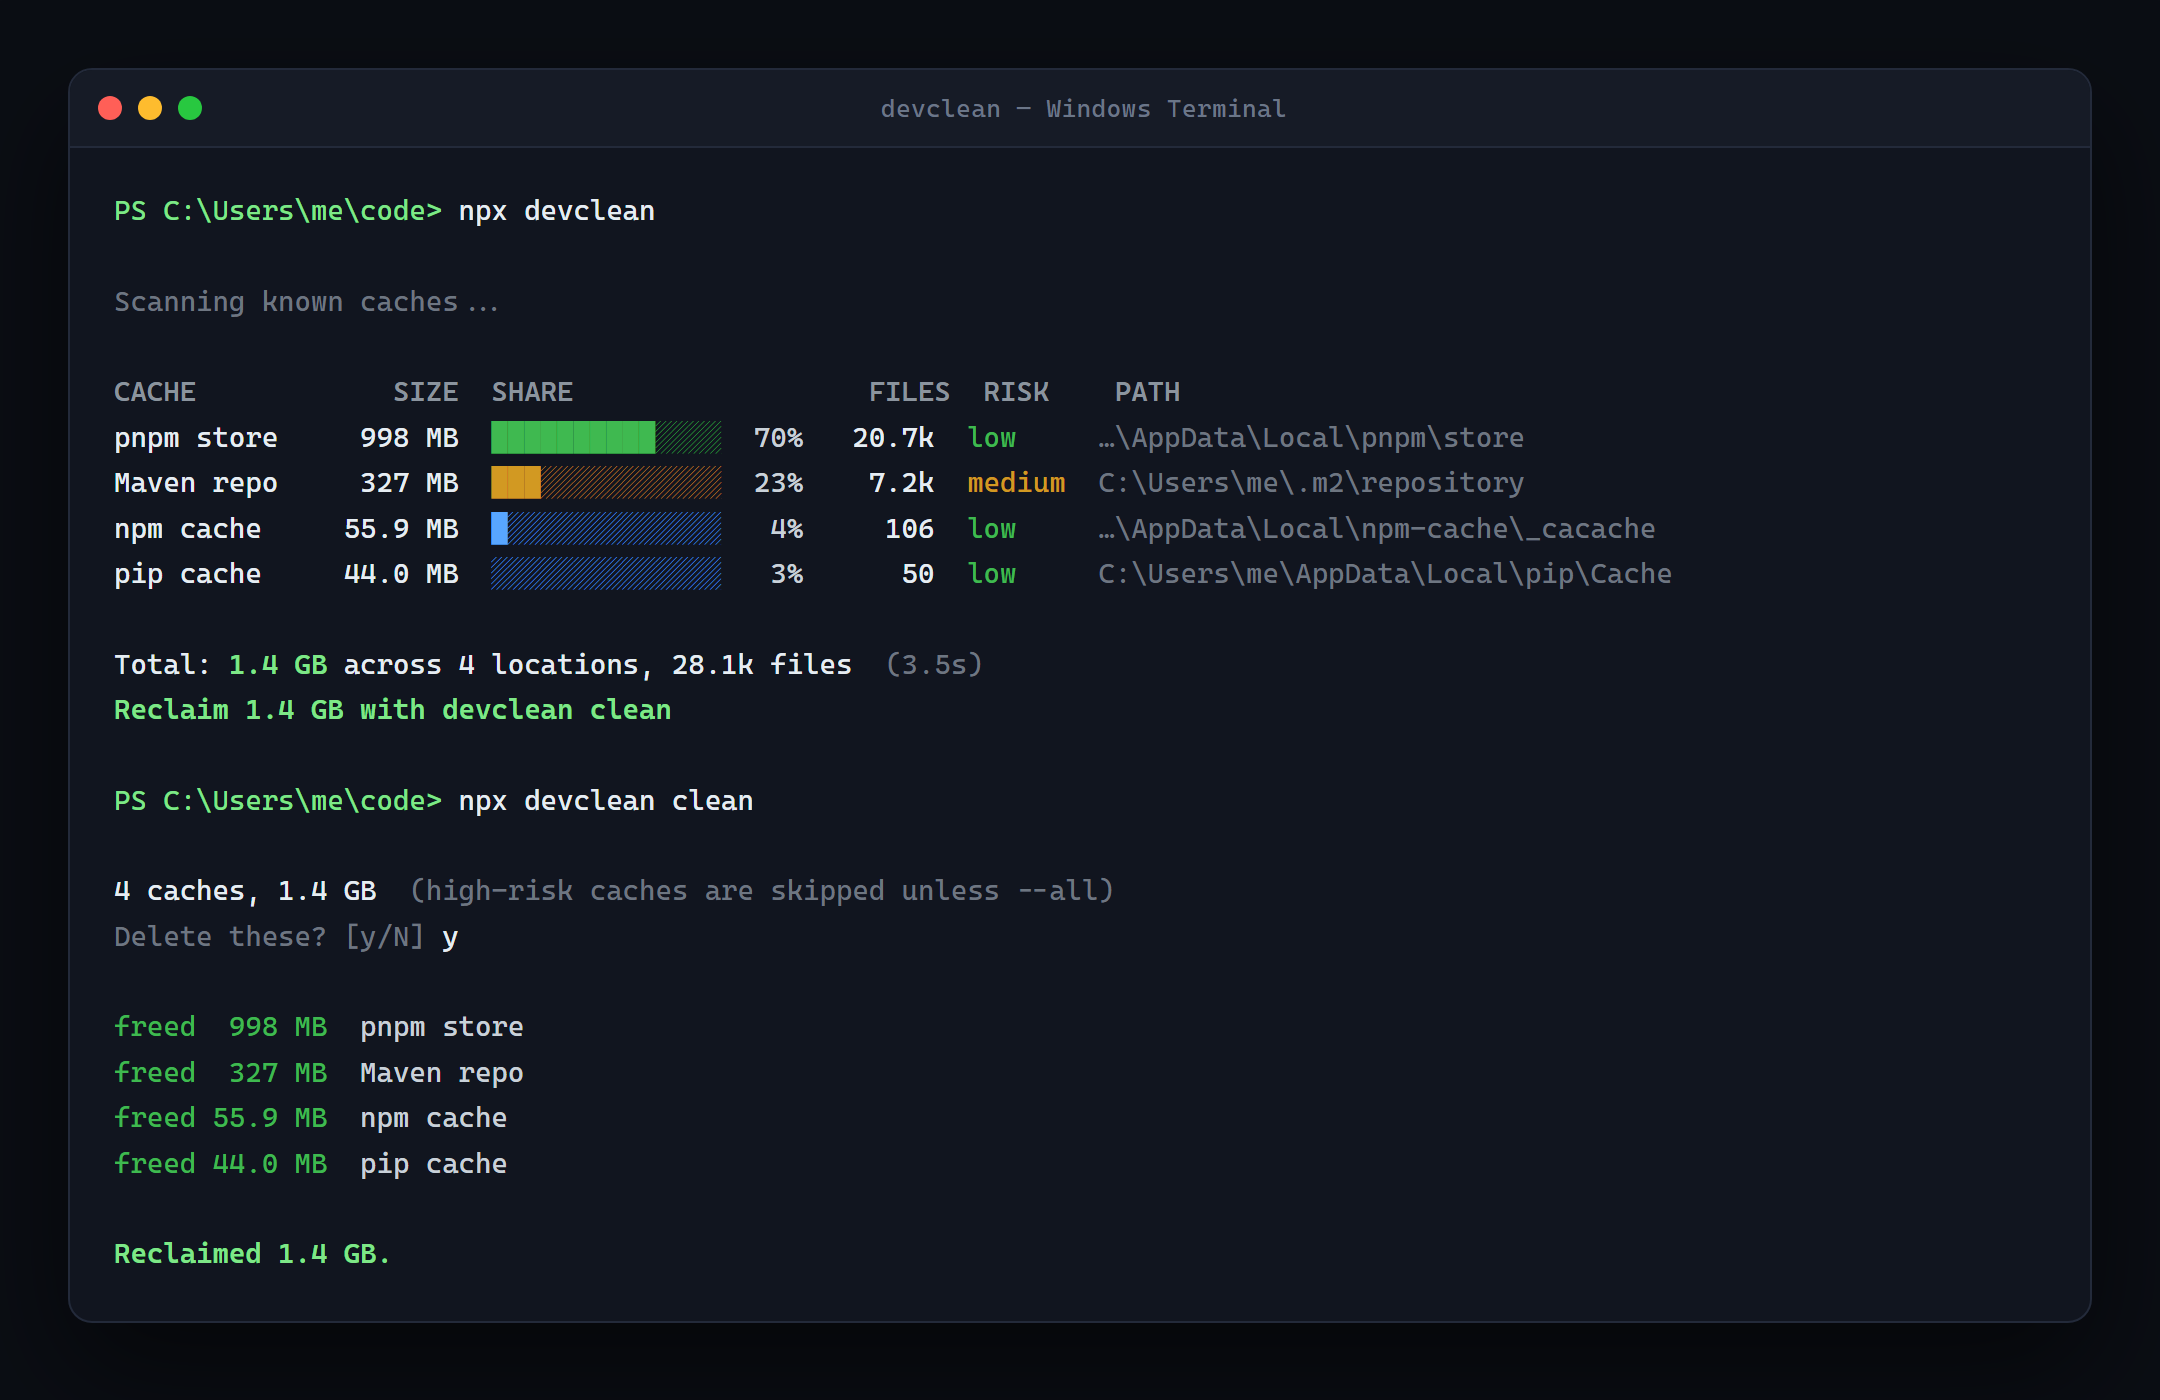 devclean — Windows Terminal
PS C:\Users\me\code> npx devclean
Scanning known caches...
CACHE SIZE SHARE FILES RISK PATH
pnpm store 998 MB 70% 20.7k low …\AppData\Local\pnpm\store
Maven repo 327 MB 23% 7.2k medium C:\Users\me\.m2\repository
npm cache 55.9 MB 4% 106 low …\AppData\Local\npm-cache\_cacache
pip cache 44.0 MB 3% 50 low C:\Users\me\AppData\Local\pip\Cache
Total: 1.4 GB across 4 locations, 28.1k files (3.5s)
Reclaim 1.4 GB with devclean clean
PS C:\Users\me\code> npx devclean clean
4 caches, 1.4 GB (high-risk caches are skipped unless --all)
Delete these? [y/N] y
freed 998 MB pnpm store
freed 327 MB Maven repo
freed 55.9 MB npm cache
freed 44.0 MB pip cache
Reclaimed 1.4 GB.